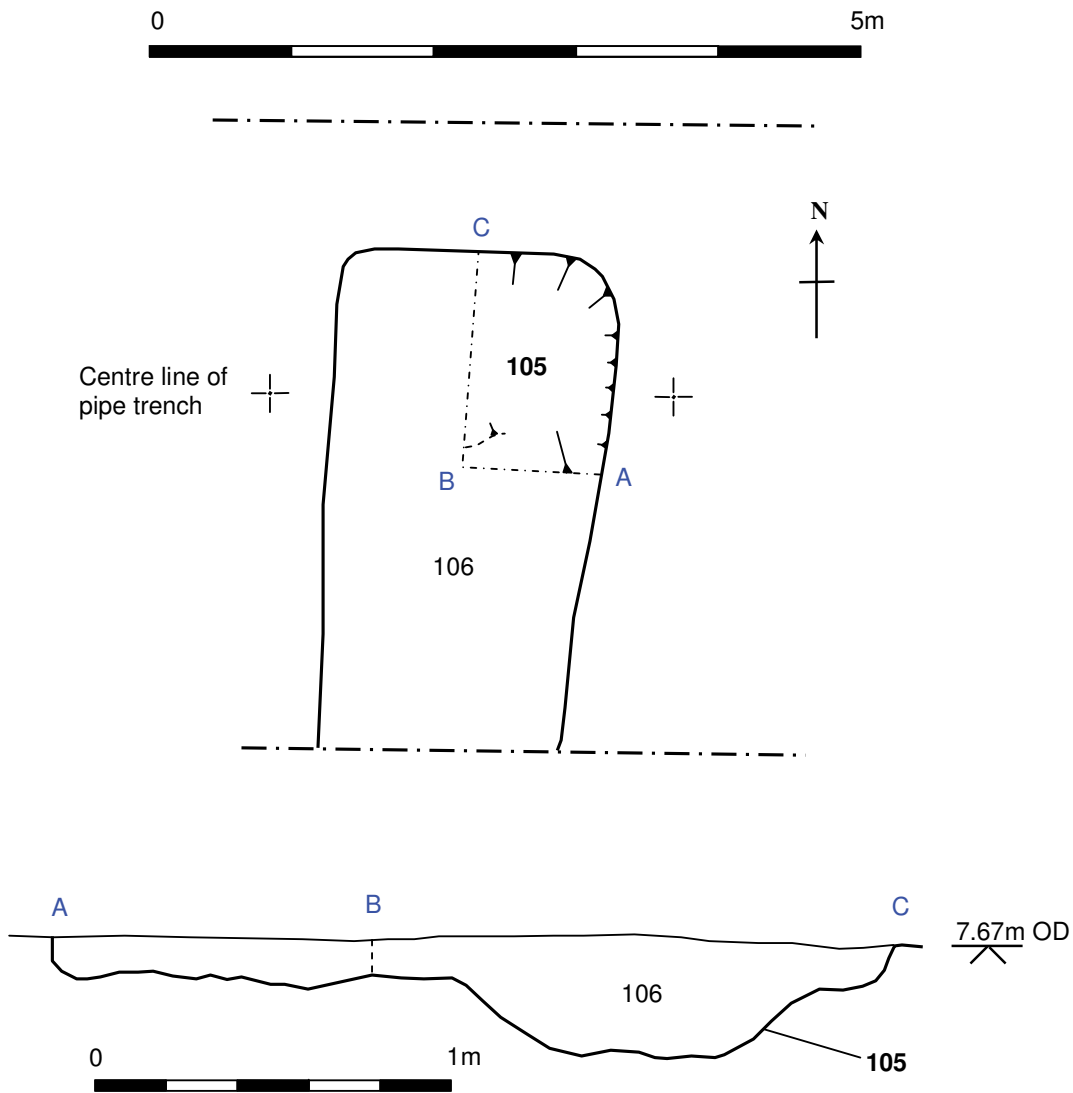 0 5m
C
N
105
Centre line of
pipe trench
B A
106
A B C
7.67m OD
106
0 1m
105